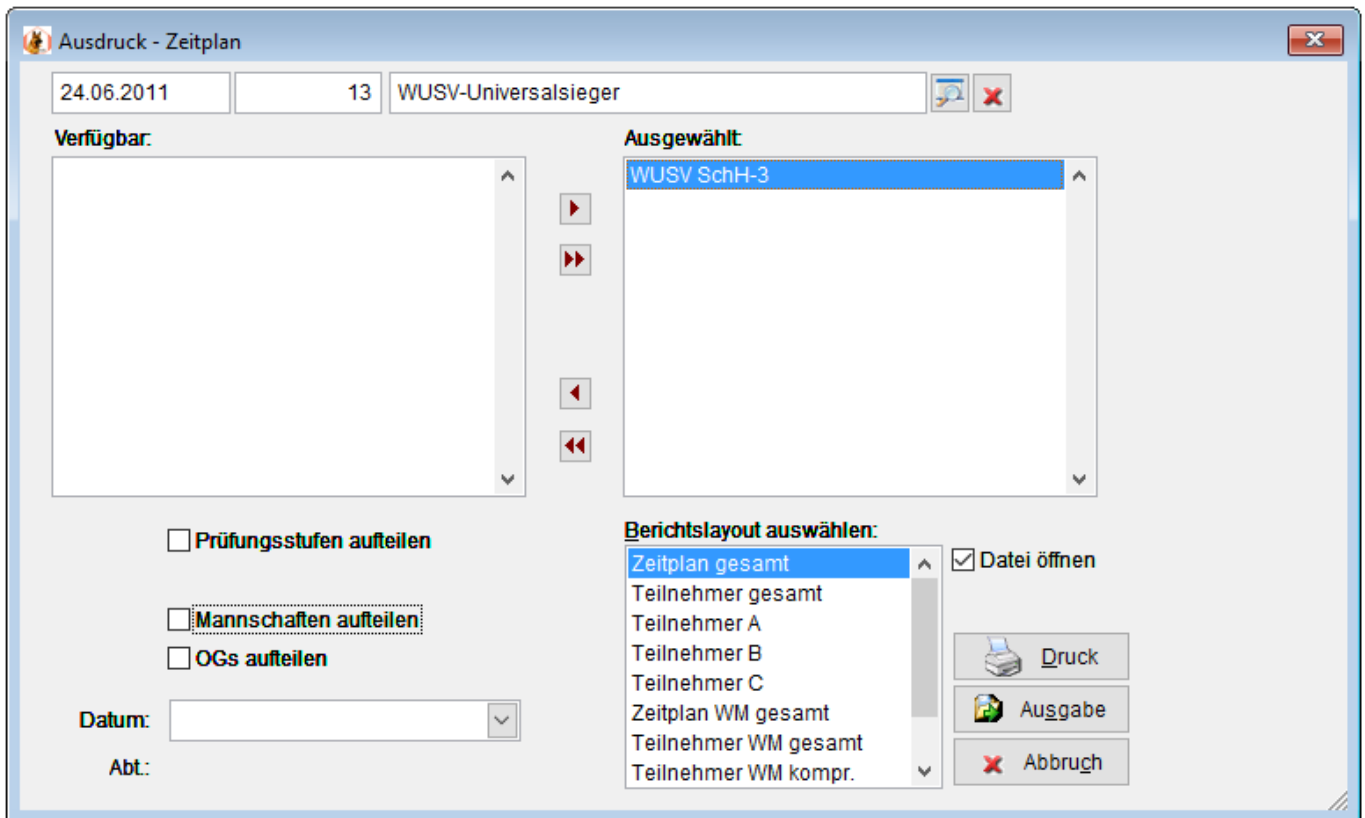 Ausdruck - Zeitplan
24.06.2011 13 WUSV-Universalsieger
Verfügbar:
Ausgewählt:
WUSV SchH-3
Prüfungsstufen aufteilen
Mannschaften aufteilen
OGs aufteilen
Datum:
Abt.:
Berichtslayout auswählen:
Zeitplan gesamt
Teilnehmer gesamt
Teilnehmer A
Teilnehmer B
Teilnehmer C
Zeitplan WM gesamt
Teilnehmer WM gesamt
Teilnehmer WM kompr.
Datei öffnen
Druck
Ausgabe
Abbruch